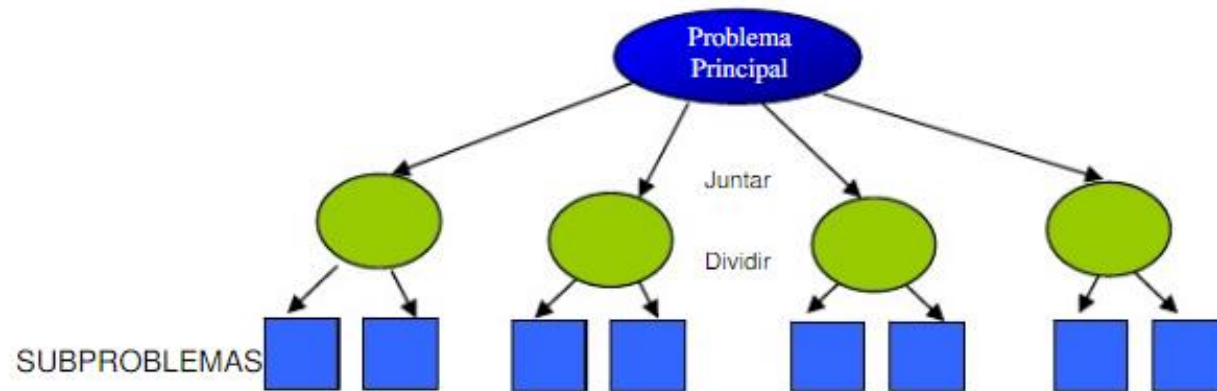 Problema
Principal
Juntar
Dividir
SUBPROBLEMAS